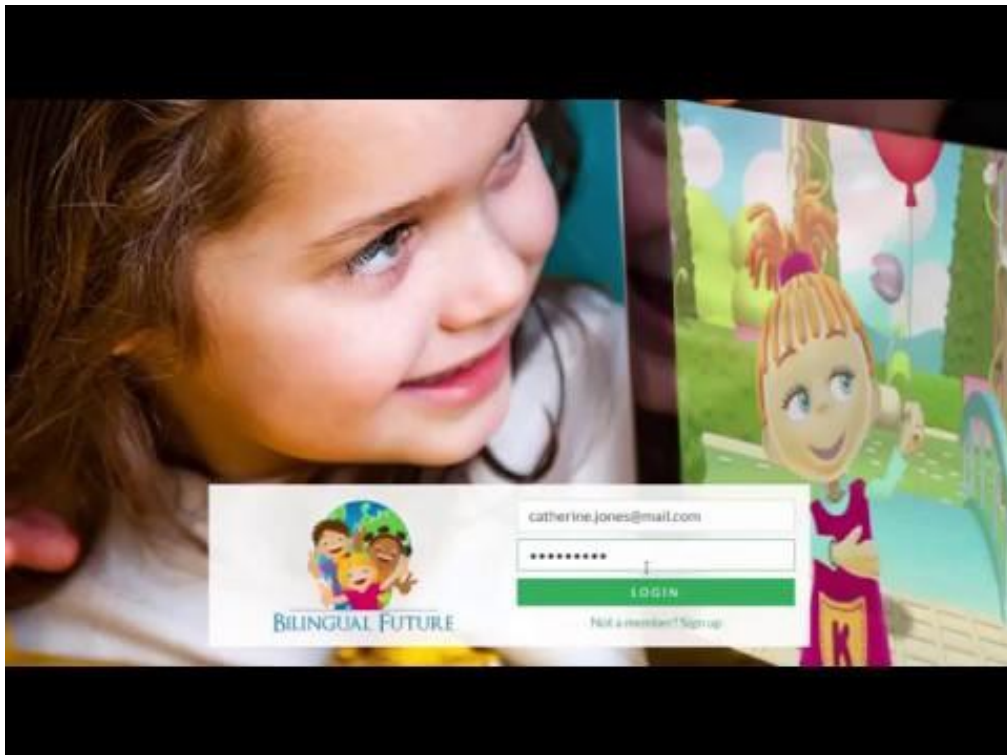 BILINGUAL FUTURE
catherine.jones@mail.com
•••••••••
LOGIN
Not a member? Sign up
K